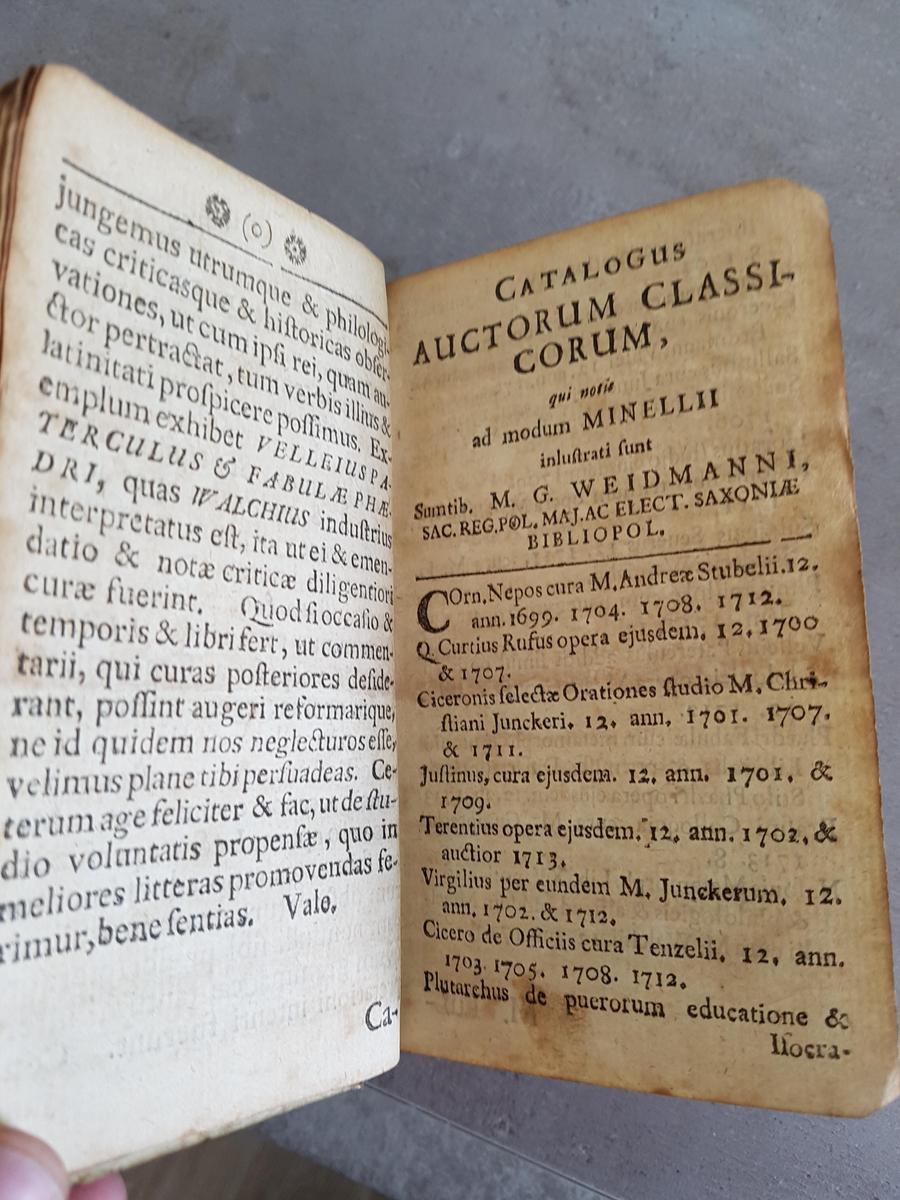 (o)
jungemus utrumque & philologi-
cas criticasque & hiſtoricas obſer-
vationes, ut cum ipſi rei, quam au-
ctor pertractat, tum verbis illius &
latinitati proſpicere poſſimus. Ex-
emplum exhibet VELLEIUS PA-
TERCULUS & FABULÆ PHÆ-
DRI, quas WALCHIUS induſtrius
interpretatus eſt, ita ut ei & emen-
datio & notæ criticæ diligentiori
curæ fuerint. Quod ſi occaſio &
temporis & libri fert, ut commen-
tarii, qui curas poſteriores deſide-
rant, poſſint augeri reformarique,
ne id quidem nos neglecturos eſſe,
velimus plane tibi perſuadeas. Ce-
terum age feliciter & fac, ut de ſtu-
dio voluntatis propenſæ, quo in
meliores litteras promovendas fe-
rimur, bene ſentias. Vale.
Ca-
CATALOGUS
AUCTORUM CLASSI-
CORUM,
qui notis
ad modum MINELLII
inluſtrati ſunt
Sumtib. M. G. WEIDMANNI,
SAC. REG. POL. MAJ. AC ELECT. SAXONIÆ
BIBLIOPOL.
COrn. Nepos cura M. Andreæ Stubelii. 12.
ann. 1699. 1704. 1708. 1712.
Q. Curtius Rufus opera ejusdem. 12. 1700
& 1707.
Ciceronis ſelectæ Orationes ſtudio M. Chri-
ſtiani Junckeri. 12. ann. 1701. 1707.
& 1711.
Juſtinus, cura ejusdem. 12. ann. 1701. &
1709.
Terentius opera ejusdem. 12. ann. 1702. &
auctior 1713.
Virgilius per eundem M. Junckerum. 12.
ann. 1702. & 1712.
Cicero de Officiis cura Tenzelii. 12. ann.
1703. 1705. 1708. 1712.
Plutarchus de puerorum educatione &
Iſocra-